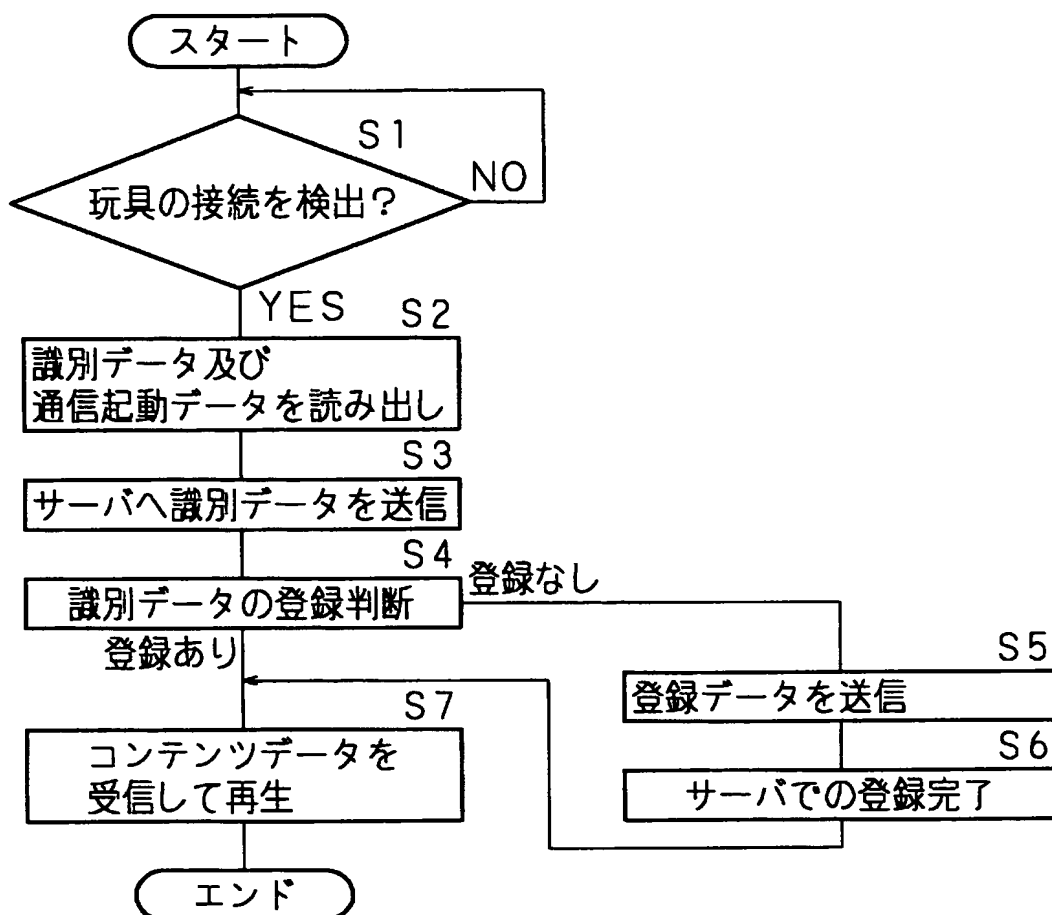 スタート
S1
玩具の接続を検出?
NO
YES
S2
識別データ及び
通信起動データを読み出し
S3
サーバへ識別データを送信
S4
識別データの登録判断
登録なし
登録あり
S5
登録データを送信
S6
サーバでの登録完了
S7
コンテンツデータを
受信して再生
エンド